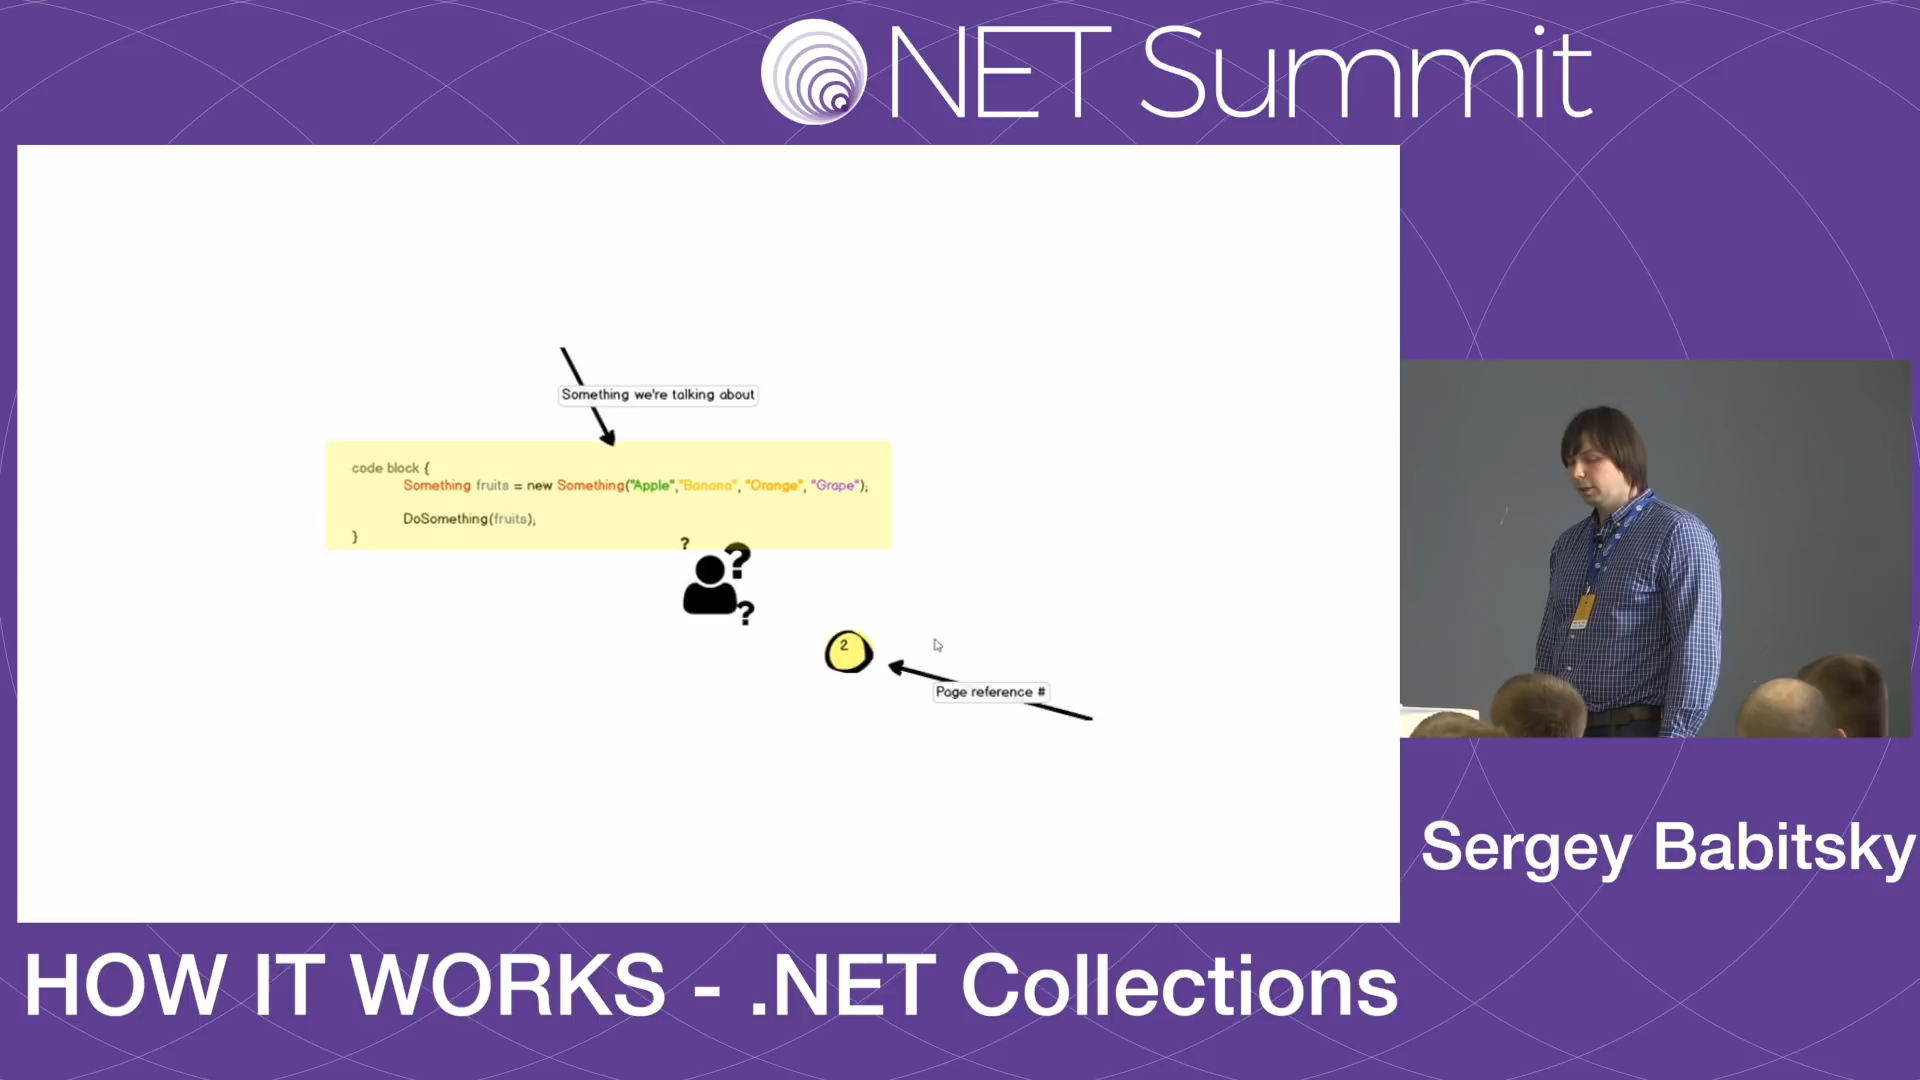 NET Summit
Something we're talking about
code block {
Something fruits = new Something("Apple","Banana", "Orange", "Grape");
DoSomething(fruits);
}
?
?
?
2
Page reference #
Sergey Babitsky
HOW IT WORKS - .NET Collections